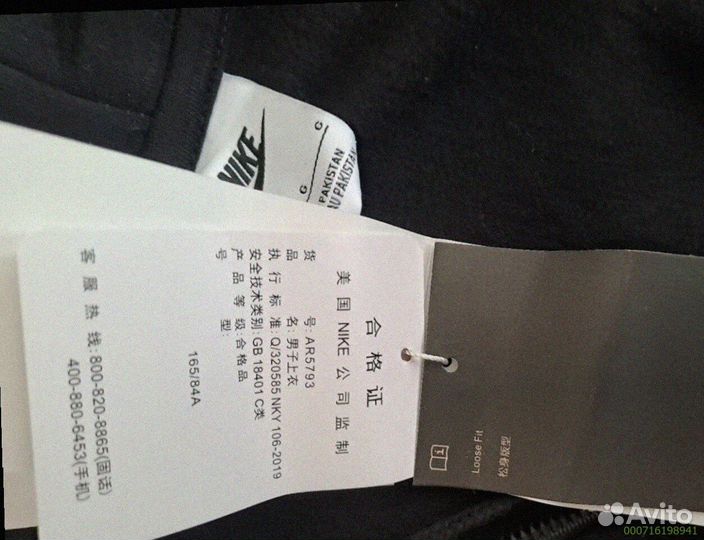 NIKE
G
G
PAKISTAN
AU PAKISTAN
合格证
美国 NIKE 公司监制
货 号: AR5793
品 名: 男子上衣
执行标准: Q/320585 NKY 106-2019
安全技术类别: GB 18401 C类
产品等级: 合格品
号 型:
165/84A
客服热线: 800-820-8865(固话)
400-880-6453(手机)
i
Loose Fit
松身版型
Avito
000716198941